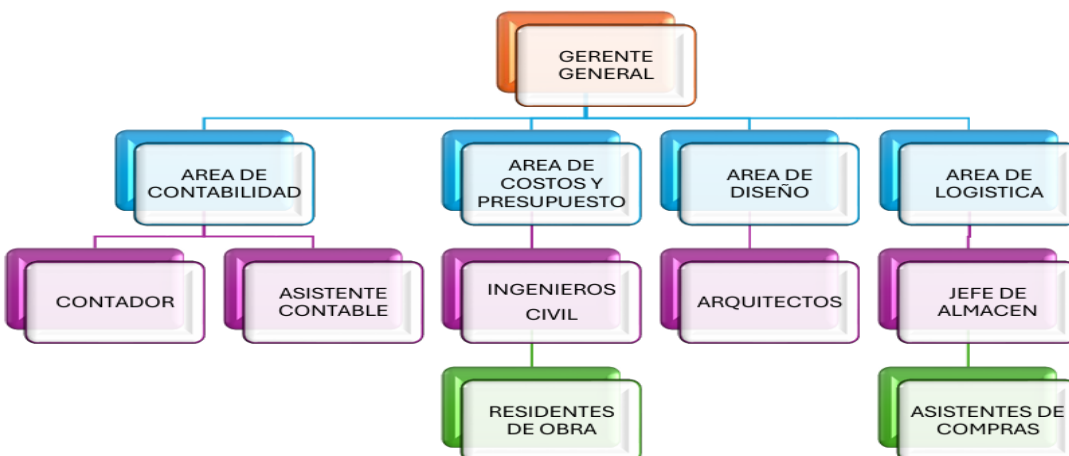 GERENTE
GENERAL
AREA DE
CONTABILIDAD
AREA DE
COSTOS Y
PRESUPUESTO
AREA DE
DISEÑO
AREA DE
LOGISTICA
CONTADOR
ASISTENTE
CONTABLE
INGENIEROS
CIVIL
ARQUITECTOS
JEFE DE
ALMACEN
RESIDENTES
DE OBRA
ASISTENTES DE
COMPRAS